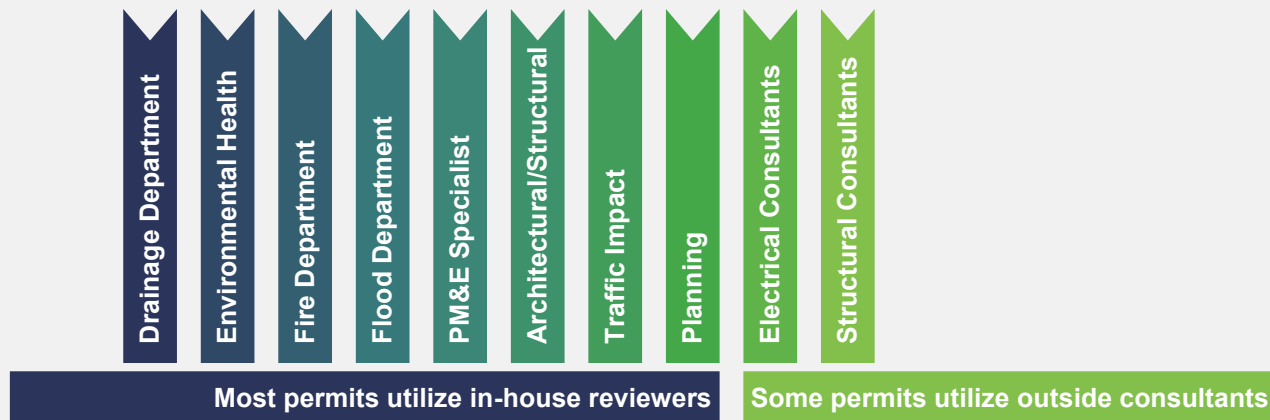 Drainage Department
Environmental Health
Fire Department
Flood Department
PM&E Specialist
Architectural/Structural
Traffic Impact
Planning
Electrical Consultants
Structural Consultants
Most permits utilize in-house reviewers
Some permits utilize outside consultants